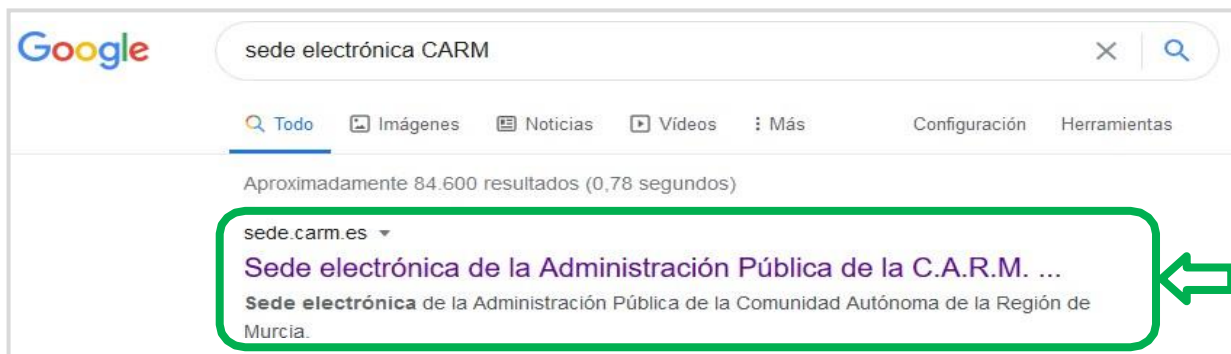 Google
sede electrónica CARM
Todo Imágenes Noticias Vídeos Más Configuración Herramientas
Aproximadamente 84.600 resultados (0,78 segundos)
sede.carm.es
Sede electrónica de la Administración Pública de la C.A.R.M. ...
Sede electrónica de la Administración Pública de la Comunidad Autónoma de la Región de
Murcia.